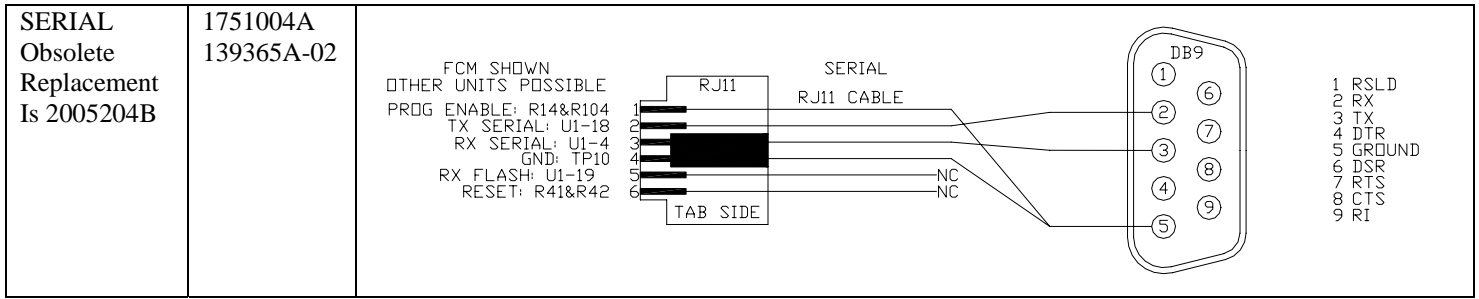 SERIAL
Obsolete
Replacement
Is 2005204B
1751004A
139365A-02
FCM SHOWN
OTHER UNITS POSSIBLE
PROG ENABLE: R14&R104 1
TX SERIAL: U1-18 2
RX SERIAL: U1-4 3
GND: TP10 4
RX FLASH: U1-19 5
RESET: R41&R42 6
RJ11
TAB SIDE
SERIAL
RJ11 CABLE
NC
NC
DB9
1
6
2
7
3
8
4
9
5
1 RSLD
2 RX
3 TX
4 DTR
5 GROUND
6 DSR
7 RTS
8 CTS
9 RI